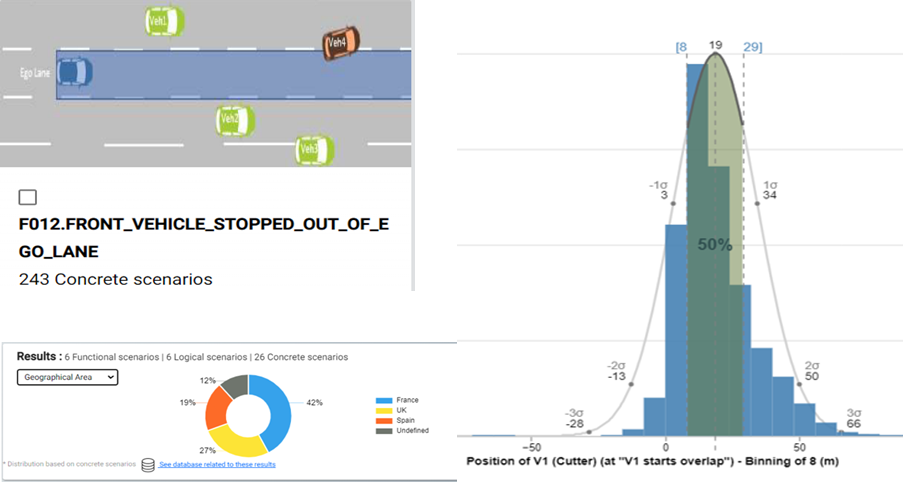 Veh1
Veh4
Ego Lane
Veh2
Veh3
F012.FRONT_VEHICLE_STOPPED_OUT_OF_E
GO_LANE
243 Concrete scenarios
Results : 6 Functional scenarios | 6 Logical scenarios | 26 Concrete scenarios
Geographical Area
12%
42%
19%
27%
France
UK
Spain
Undefined
* Distribution based on concrete scenarios
See database related to these results
[8
19
29]
-1σ
3
1σ
34
50%
-2σ
-13
2σ
50
-3σ
-28
3σ
66
−50
0
50
Position of V1 (Cutter) (at "V1 starts overlap") - Binning of 8 (m)